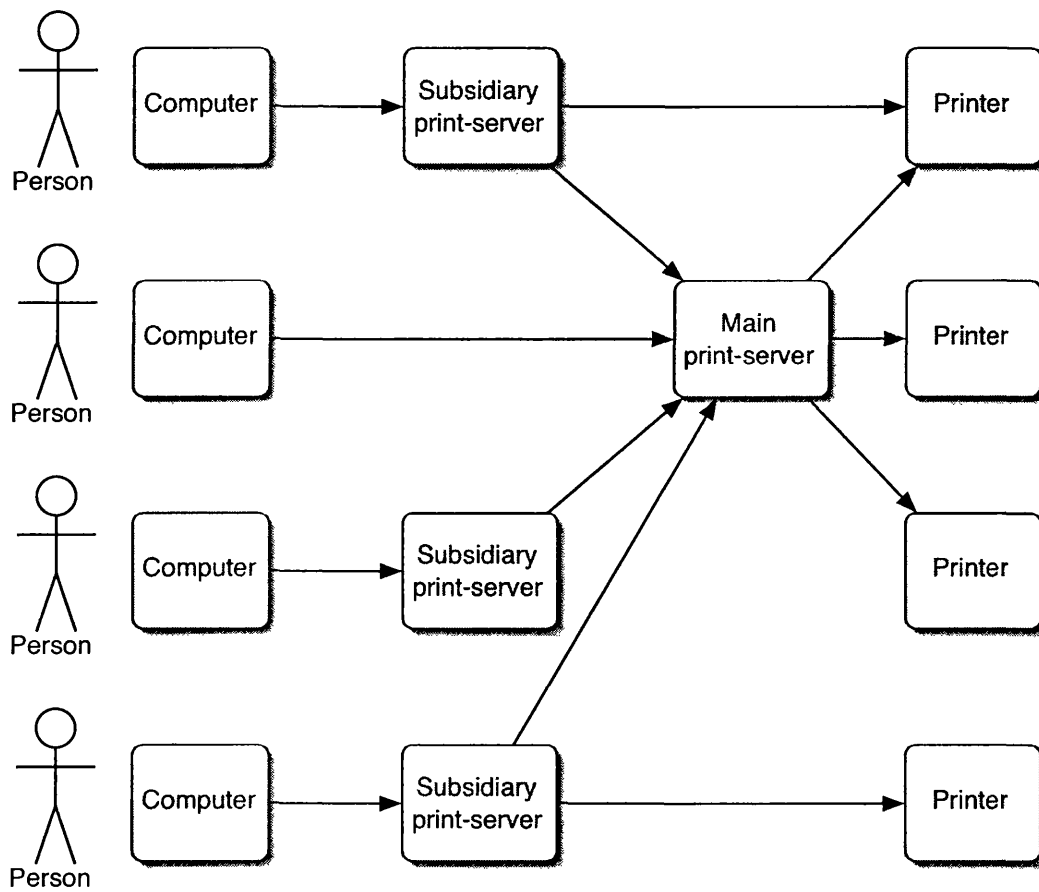 Computer
Subsidiary
print-server
Printer
Person
Computer
Main
print-server
Printer
Person
Computer
Subsidiary
print-server
Printer
Person
Computer
Subsidiary
print-server
Printer
Person